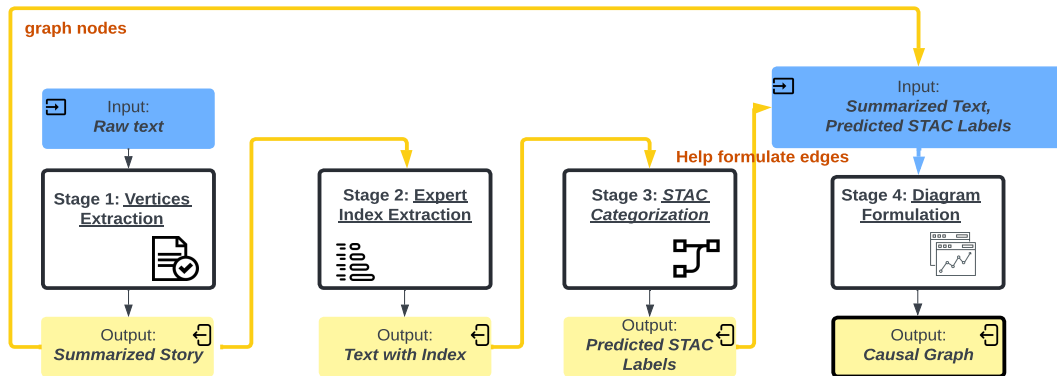 graph nodes
Input:
Raw text
Input:
Summarized Text,
Predicted STAC Labels
Help formulate edges
Stage 1: Vertices
Extraction
Stage 2: Expert
Index Extraction
Stage 3: STAC
Categorization
Stage 4: Diagram
Formulation
Output:
Summarized Story
Output:
Text with Index
Output:
Predicted STAC
Labels
Output:
Causal Graph